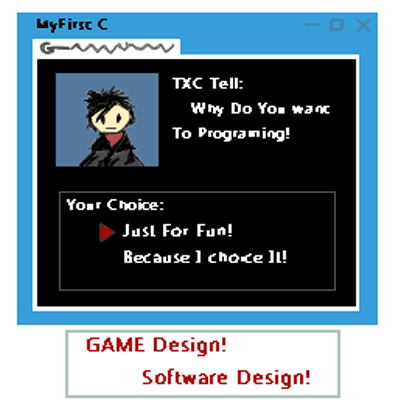 MyFirst C
TXC Tell:
Why Do You want
To Programing!
Your Choice:
Just For Fun!
Because I choice It!
GAME Design!
Software Design!